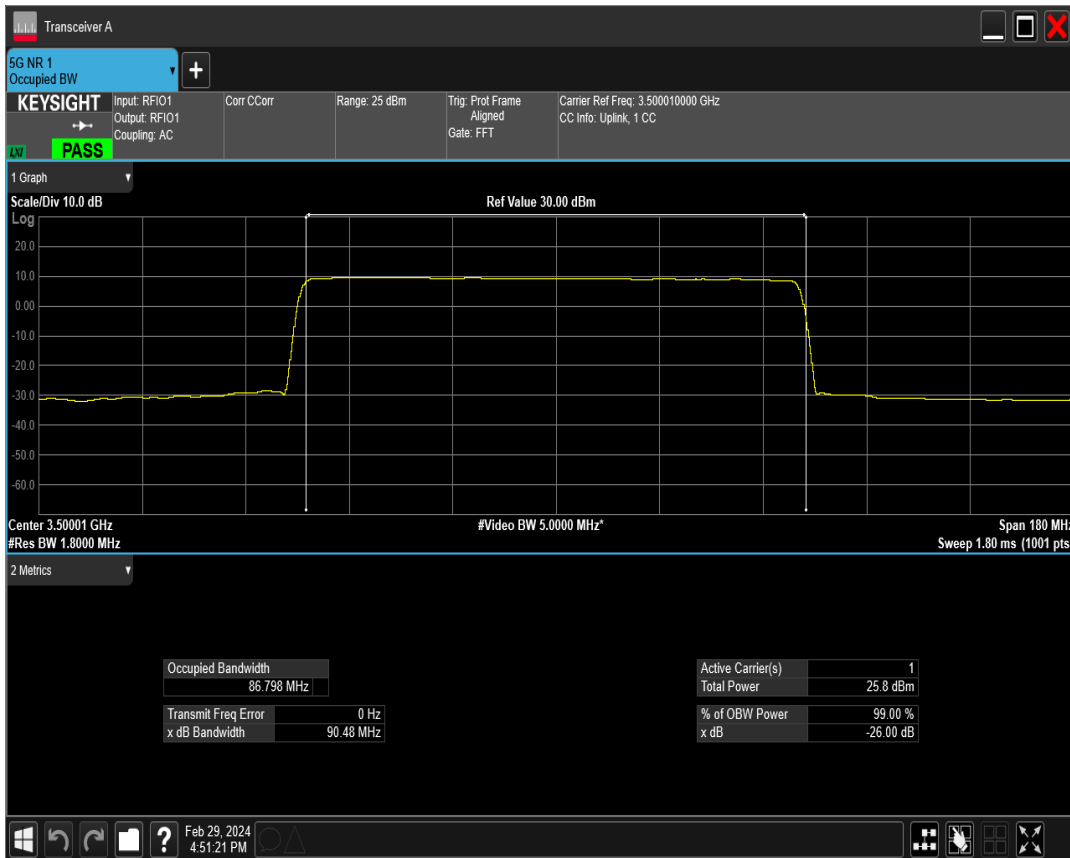 Transceiver A
5G NR 1
Occupied BW
KEYSIGHT
LXI
PASS
Input: RFIO1
Output: RFIO1
Coupling: AC
Corr CCorr
Range: 25 dBm
Trig: Prot Frame
Aligned
Gate: FFT
Carrier Ref Freq: 3.500010000 GHz
CC Info: Uplink, 1 CC
1 Graph
Scale/Div 10.0 dB
Ref Value 30.00 dBm
Log
20.0
10.0
0.00
-10.0
-20.0
-30.0
-40.0
-50.0
-60.0
Center 3.50001 GHz
#Video BW 5.0000 MHz*
Span 180 MHz
#Res BW 1.8000 MHz
Sweep 1.80 ms (1001 pts
2 Metrics
Occupied Bandwidth
86.798 MHz
Transmit Freq Error 0 Hz
x dB Bandwidth 90.48 MHz
Active Carrier(s) 1
Total Power 25.8 dBm
% of OBW Power 99.00 %
x dB -26.00 dB
Feb 29, 2024
4:51:21 PM